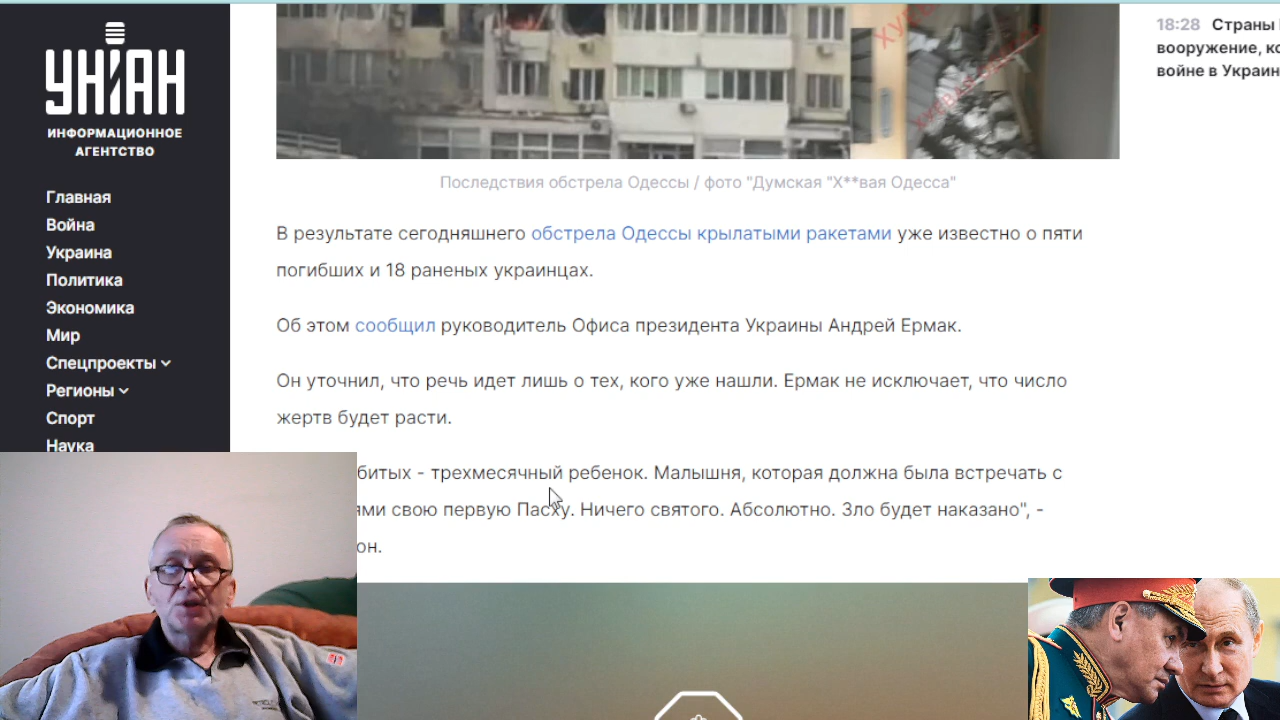 УНІАН
ИНФОРМАЦИОННОЕ
АГЕНТСТВО
Главная
Война
Украина
Политика
Экономика
Мир
Спецпроекты
Регионы
Спорт
Наука
Последствия обстрела Одессы / фото "Думская "Х**вая Одесса"
В результате сегодняшнего обстрела Одессы крылатыми ракетами уже известно о пяти
погибших и 18 раненых украинцах.
Об этом сообщил руководитель Офиса президента Украины Андрей Ермак.
Он уточнил, что речь идет лишь о тех, кого уже нашли. Ермак не исключает, что число
жертв будет расти.
битых - трехмесячный ребенок. Малышня, которая должна была встречать с
ями свою первую Пасху. Ничего святого. Абсолютно. Зло будет наказано", -
он.
18:28 Страны
вооружение, ко
войне в Украин